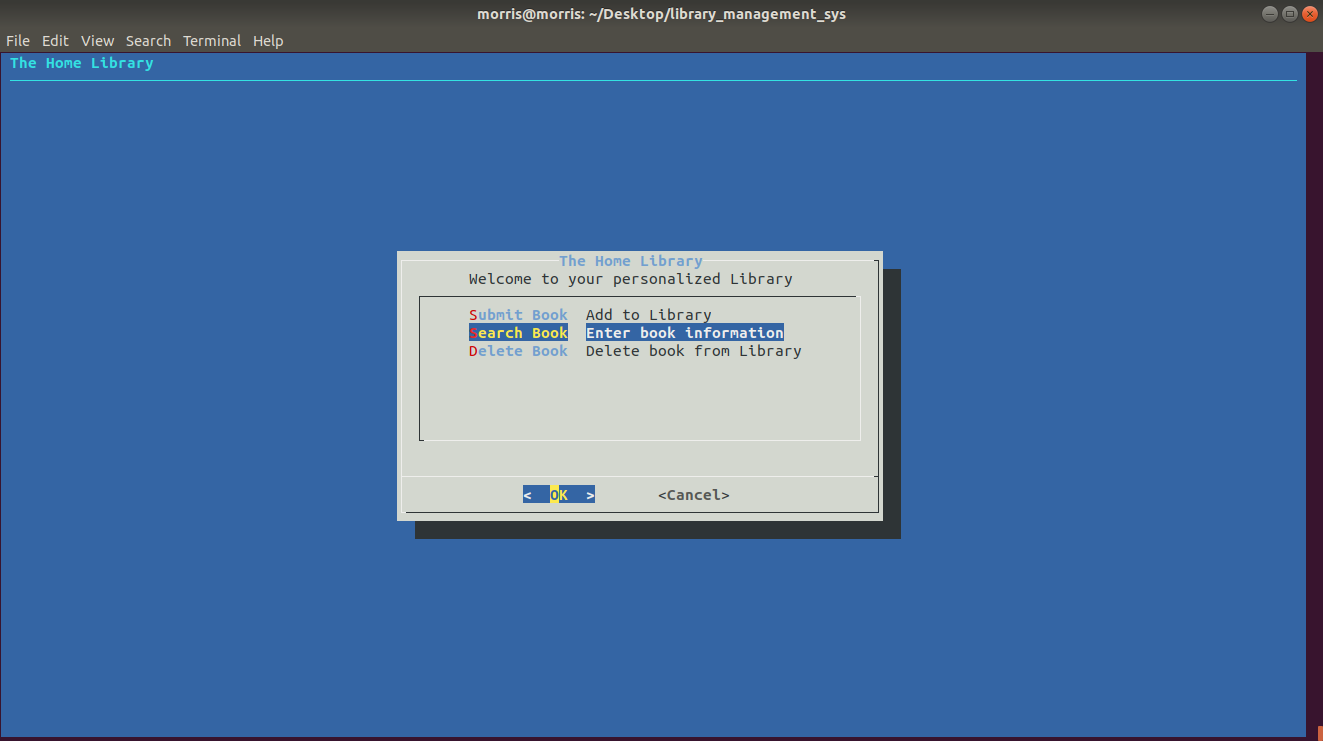 morris@morris: ~/Desktop/library_management_sys
File Edit View Search Terminal Help
The Home Library
The Home Library
Welcome to your personalized Library
Submit Book Add to Library
Search Book Enter book information
Delete Book Delete book from Library
< OK > <Cancel>